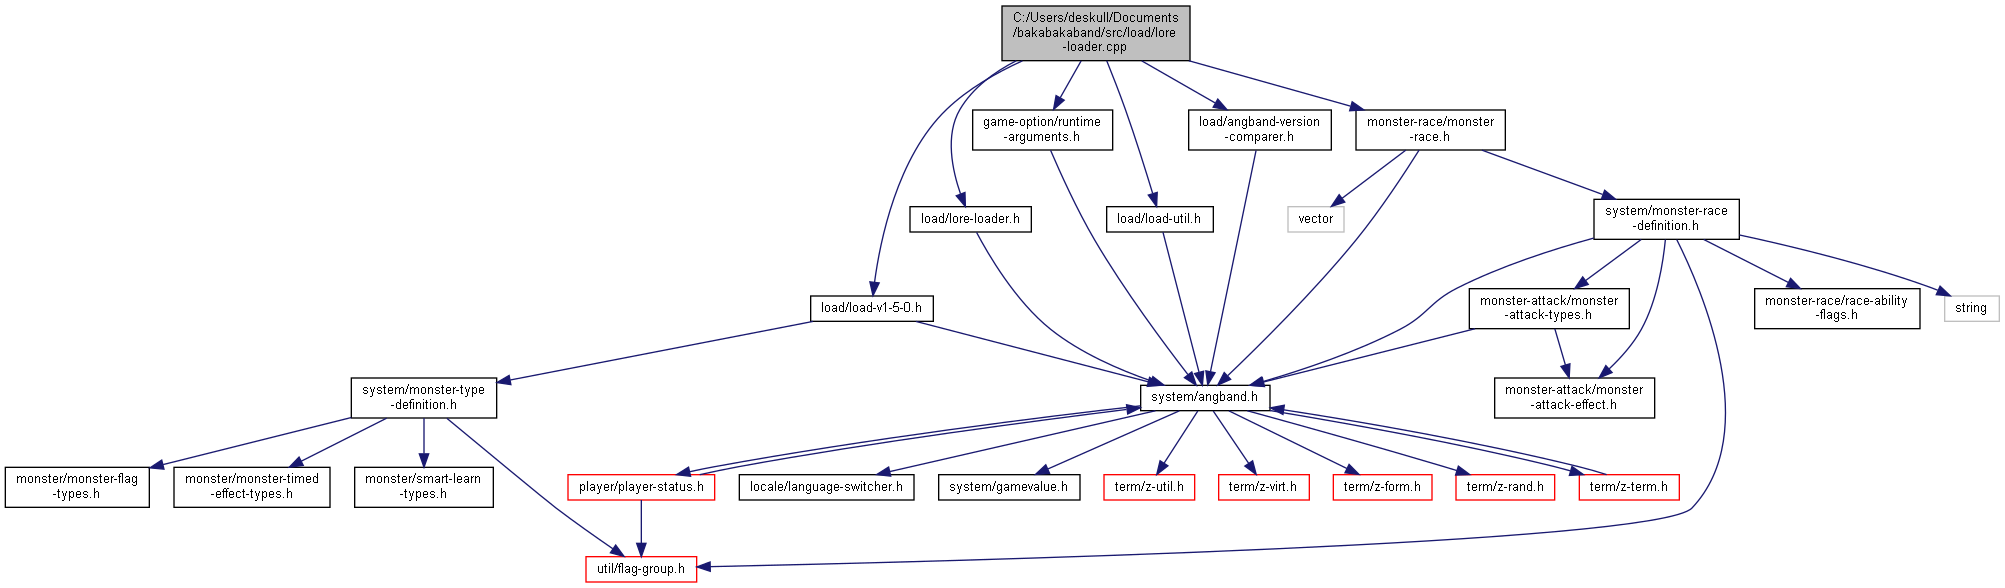 C:/Users/deskull/Documents
/bakabakaband/src/load/lore
-loader.cpp
game-option/runtime
-arguments.h
load/angband-version
-comparer.h
monster-race/monster
-race.h
load/lore-loader.h
load/load-util.h
vector
system/monster-race
-definition.h
load/load-v1-5-0.h
monster-attack/monster
-attack-types.h
monster-race/race-ability
-flags.h
string
system/monster-type
-definition.h
system/angband.h
monster-attack/monster
-attack-effect.h
monster/monster-flag
-types.h
monster/monster-timed
-effect-types.h
monster/smart-learn
-types.h
player/player-status.h
locale/language-switcher.h
system/gamevalue.h
term/z-util.h
term/z-virt.h
term/z-form.h
term/z-rand.h
term/z-term.h
util/flag-group.h